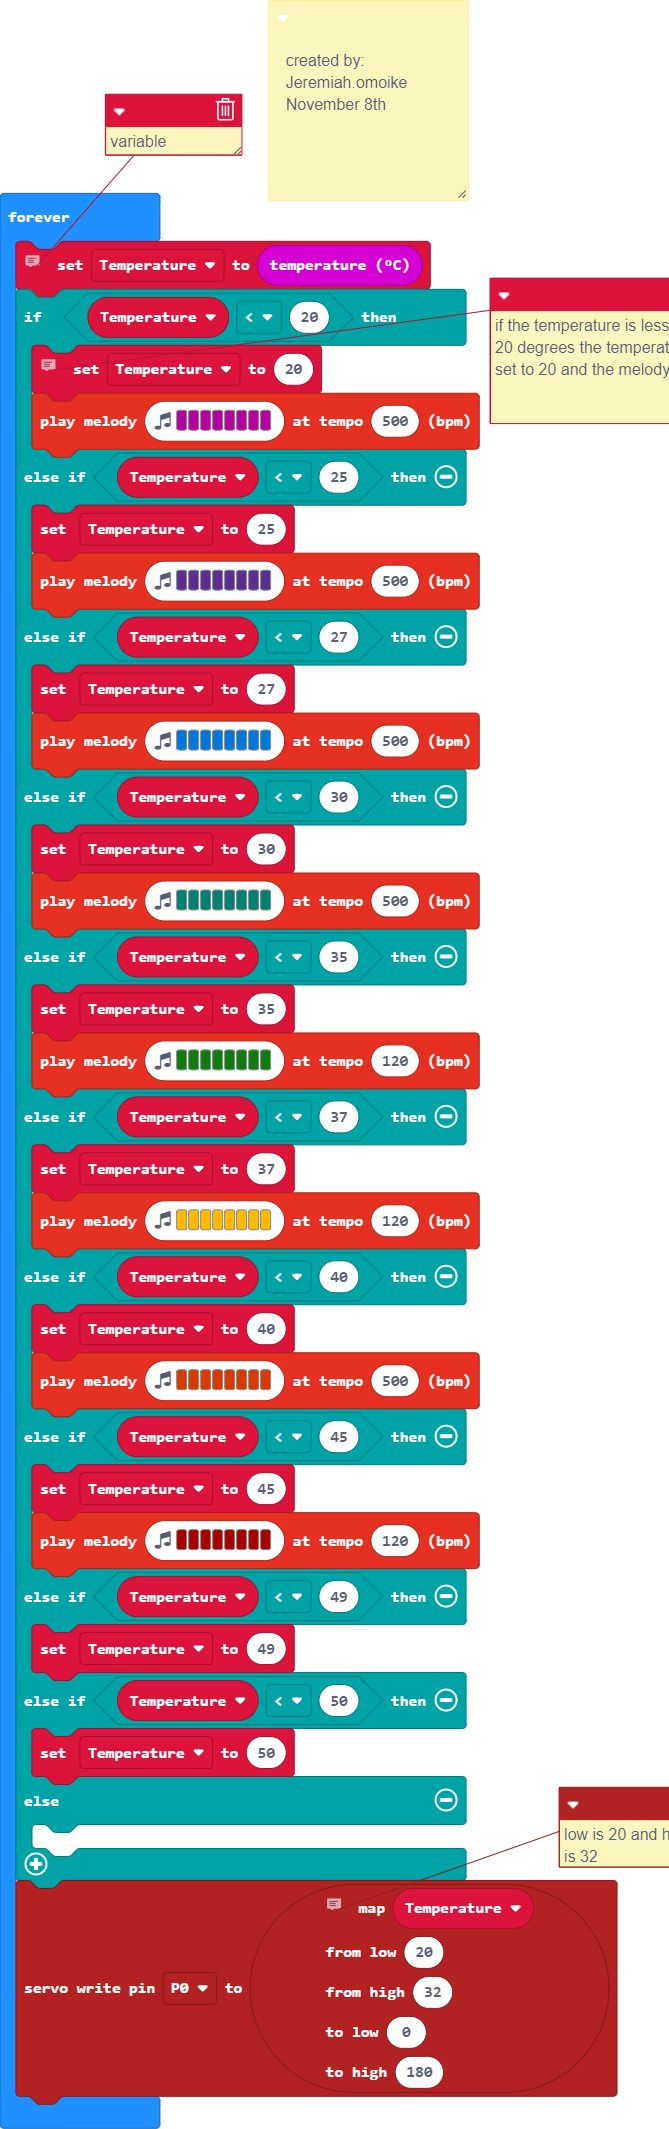 created by:
Jeremiah.omoike
November 8th
variable
forever
set Temperature to temperature (ºC)
if Temperature < 20 then
if the temperature is less
20 degrees the temperat
set to 20 and the melody
set Temperature to 20
play melody at tempo 500 (bpm)
else if Temperature < 25 then
set Temperature to 25
play melody at tempo 500 (bpm)
else if Temperature < 27 then
set Temperature to 27
play melody at tempo 500 (bpm)
else if Temperature < 30 then
set Temperature to 30
play melody at tempo 500 (bpm)
else if Temperature < 35 then
set Temperature to 35
play melody at tempo 120 (bpm)
else if Temperature < 37 then
set Temperature to 37
play melody at tempo 120 (bpm)
else if Temperature < 40 then
set Temperature to 40
play melody at tempo 500 (bpm)
else if Temperature < 45 then
set Temperature to 45
play melody at tempo 120 (bpm)
else if Temperature < 49 then
set Temperature to 49
else if Temperature < 50 then
set Temperature to 50
else
low is 20 and h
is 32
servo write pin P0 to
map Temperature
from low 20
from high 32
to low 0
to high 180